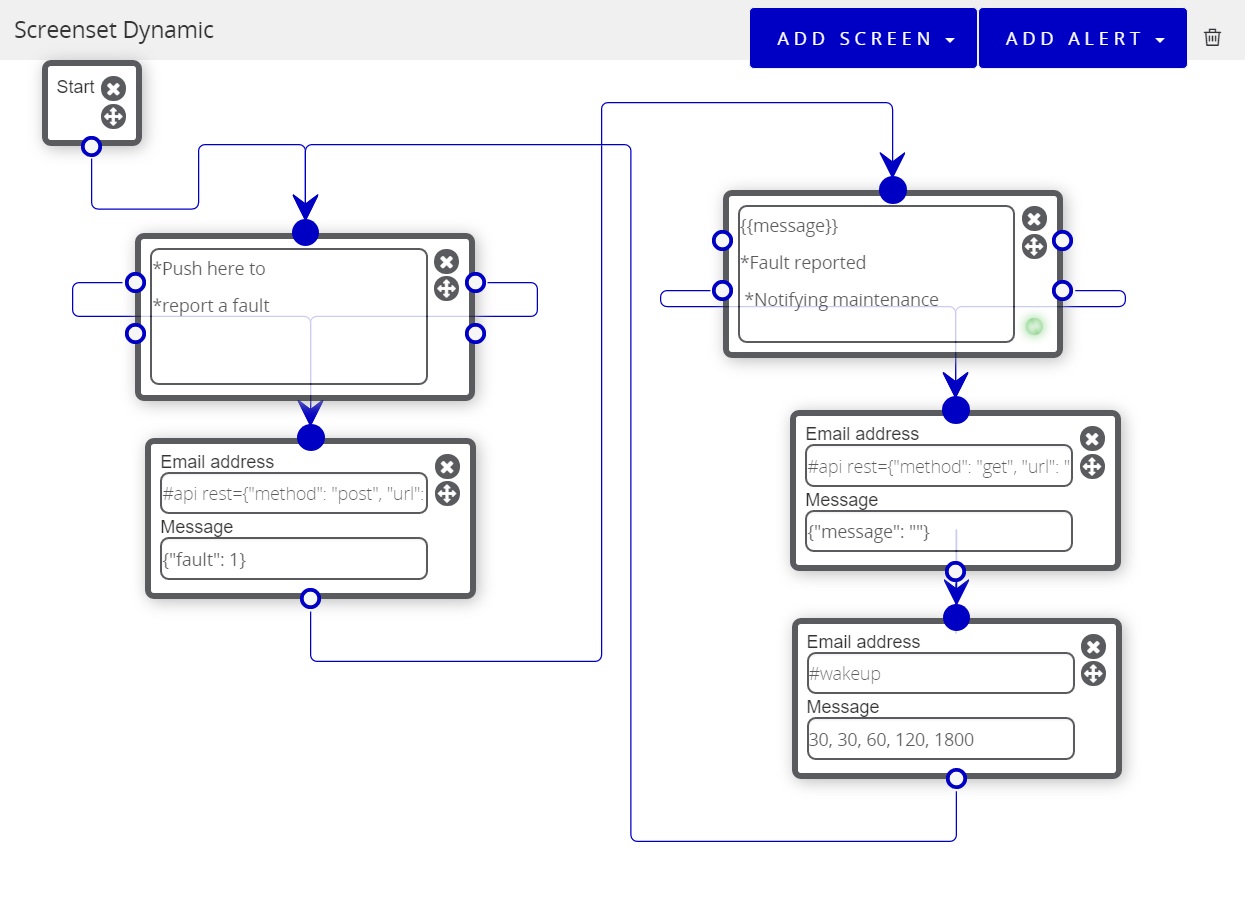 Screenset Dynamic
ADD SCREEN
ADD ALERT
Start
*Push here to
*report a fault
Email address
#api rest={"method": "post", "url":
Message
{"fault": 1}
{{message}}
*Fault reported
*Notifying maintenance
Email address
#api rest={"method": "get", "url": "
Message
{"message": ""}
Email address
#wakeup
Message
30, 30, 60, 120, 1800